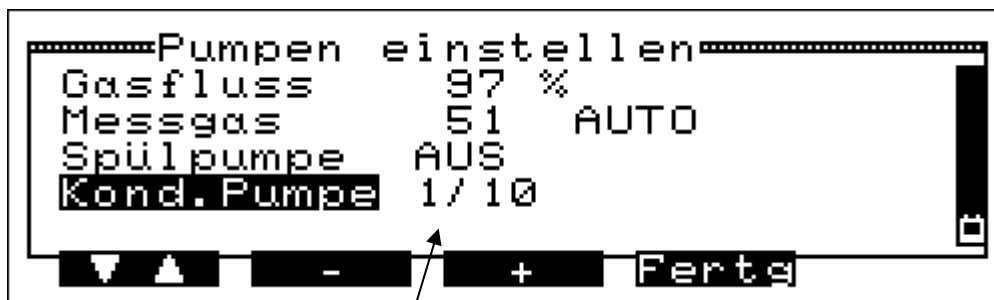 Pumpen einstellen
Gasfluss 97 %
Messgas 51 AUTO
Spülpumpe AUS
Kond.Pumpe 1/10
▼ ▲ - + Fertg